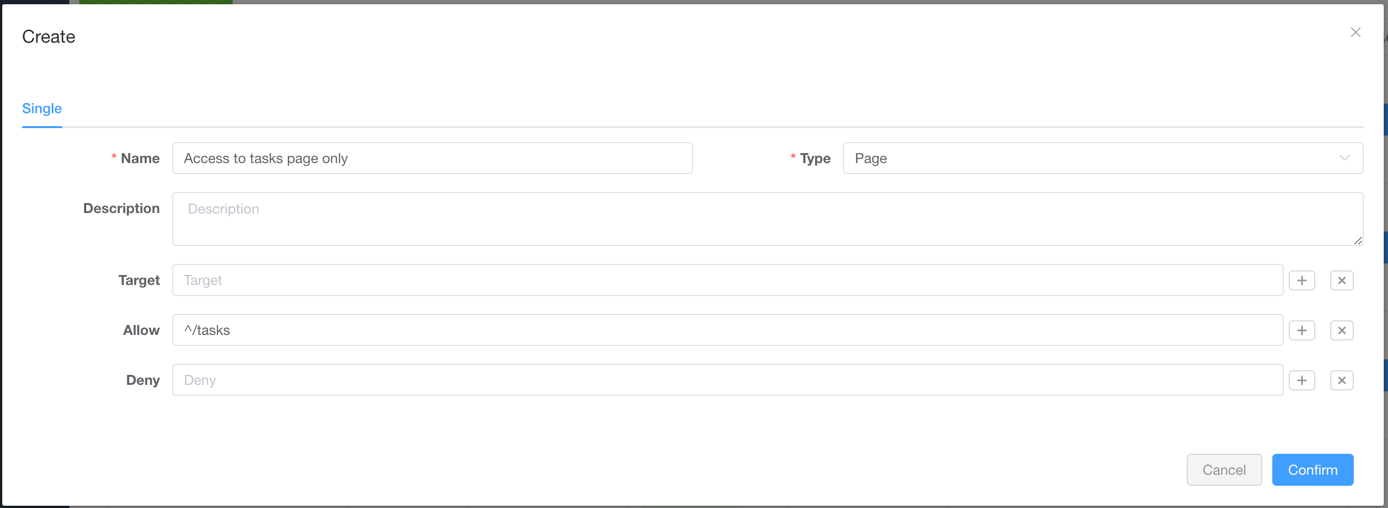 Create
Single
* Name Access to tasks page only * Type Page
Description Description
Target Target
Allow ^/tasks
Deny Deny
Cancel Confirm